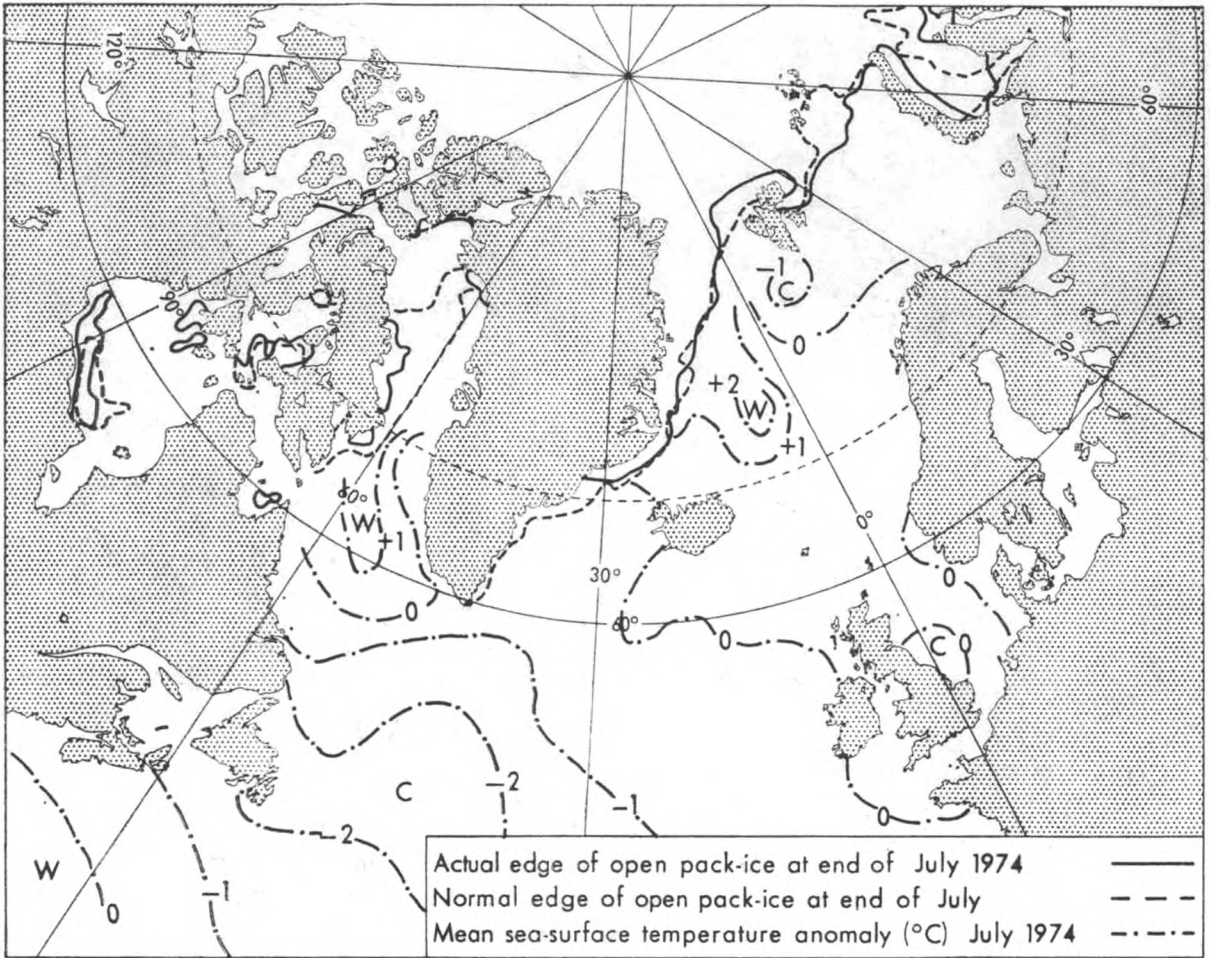 120°
60°
90°
-1
C
0
30°
+2
W
+1
60°
W
+1
0
0°
30°
60°
0
0
C
0
-2
C
-1
-2
0
W
-1
0
Actual edge of open pack-ice at end of July 1974
Normal edge of open pack-ice at end of July
Mean sea-surface temperature anomaly (°C) July 1974